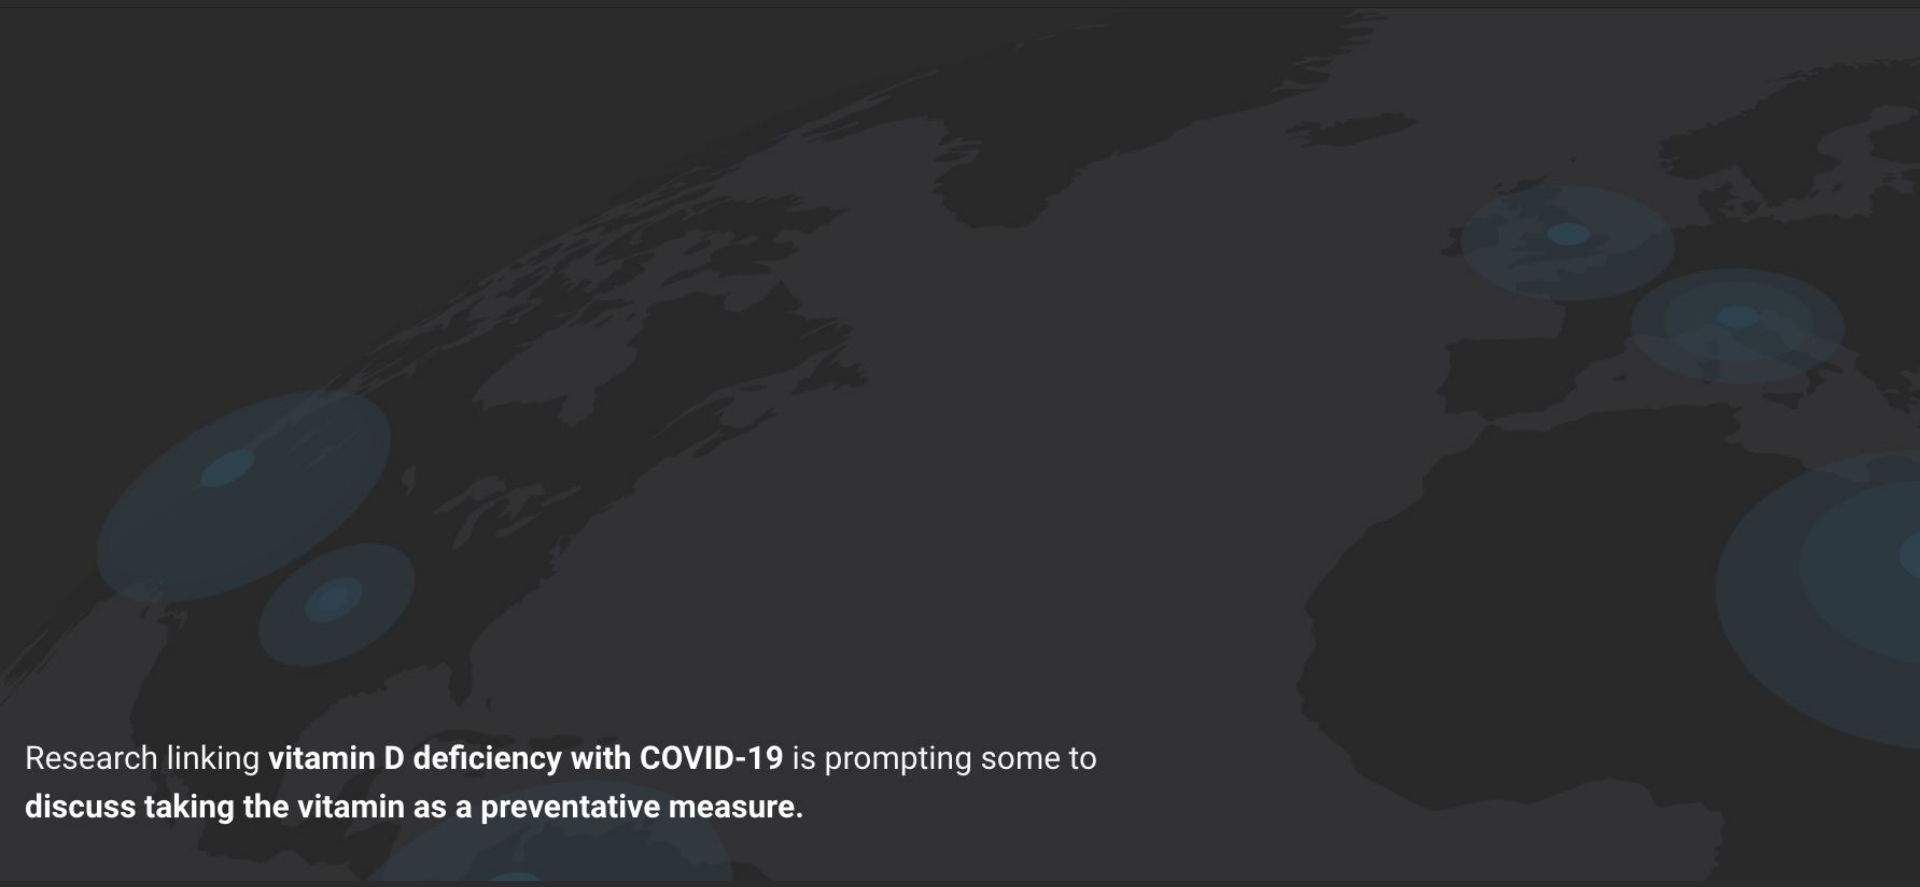 Research linking vitamin D deficiency with COVID-19 is prompting some to
discuss taking the vitamin as a preventative measure.